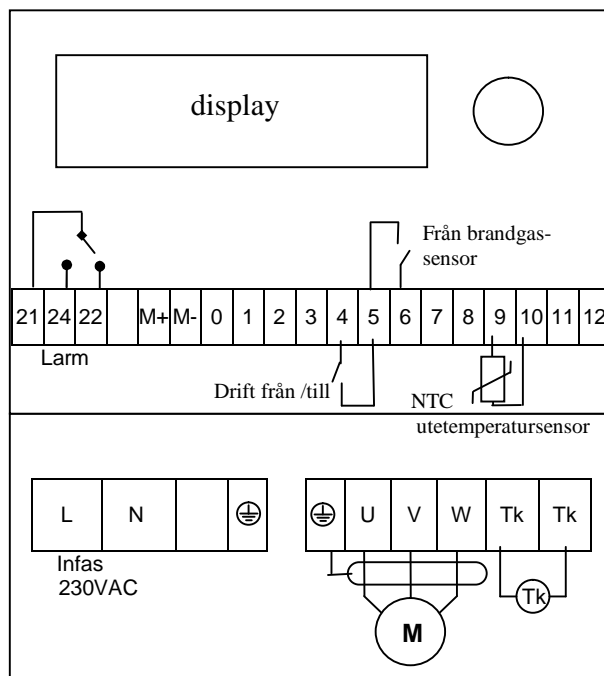 display
Från brandgas-
sensor
21 24 22 M+ M- 0 1 2 3 4 5 6 7 8 9 10 11 12
Larm
Drift från /till
NTC
utetemperatursensor
L N U V W Tk Tk
Infas
230VAC
Tk
M